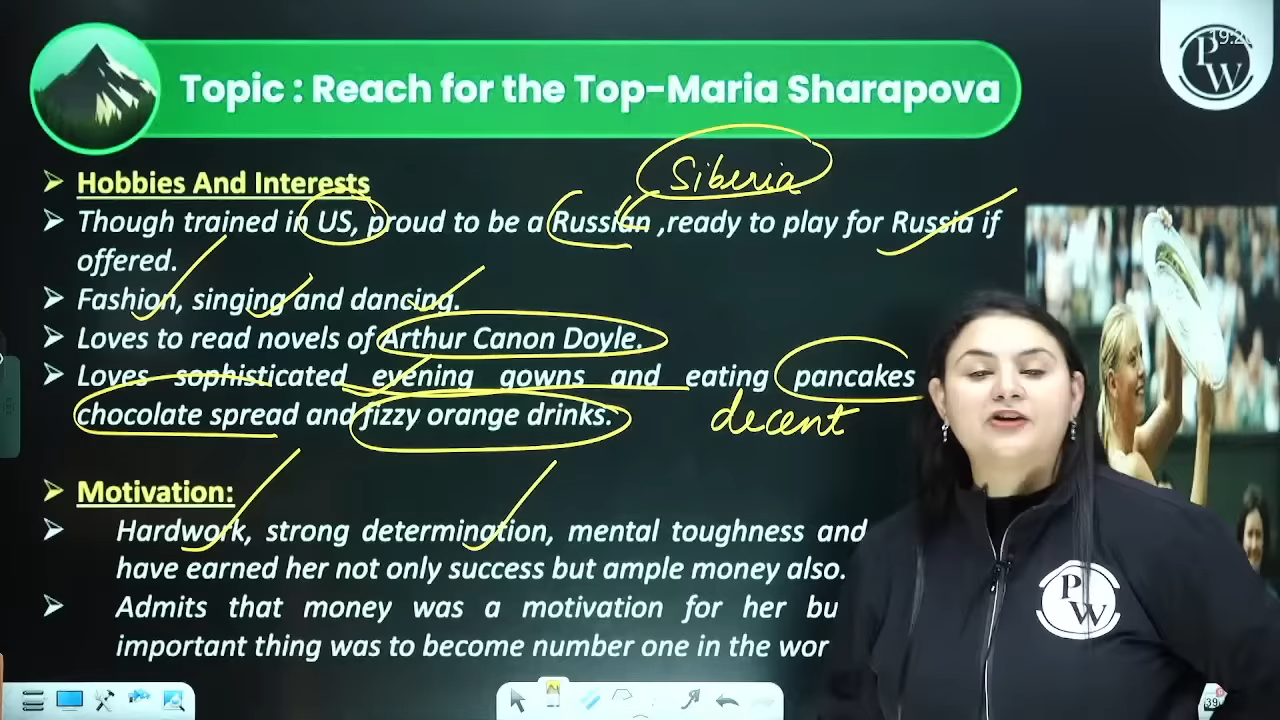 Topic : Reach for the Top-Maria Sharapova
PW
Siberia
Hobbies And Interests
Though trained in US, proud to be a Russian ,ready to play for Russia if
offered.
Fashion, singing and dancing.
Loves to read novels of Arthur Canon Doyle.
Loves sophisticated evening gowns and eating pancakes
chocolate spread and fizzy orange drinks.
decent
Motivation:
Hardwork, strong determination, mental toughness and
have earned her not only success but ample money also.
Admits that money was a motivation for her bu
important thing was to become number one in the wor
PW
39